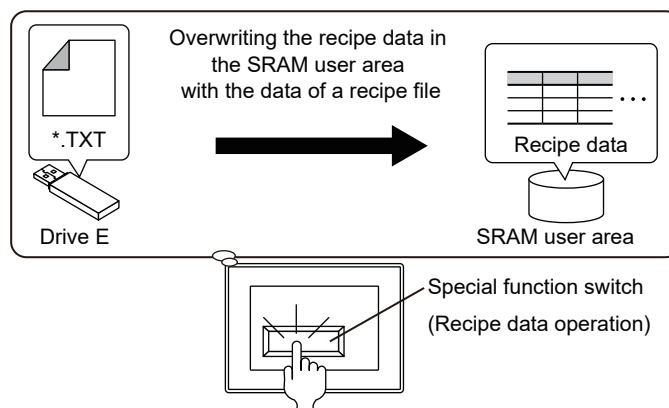 Overwriting the recipe data in
the SRAM user area
with the data of a recipe file
*.TXT
Recipe data
Drive E
SRAM user area
Special function switch
(Recipe data operation)